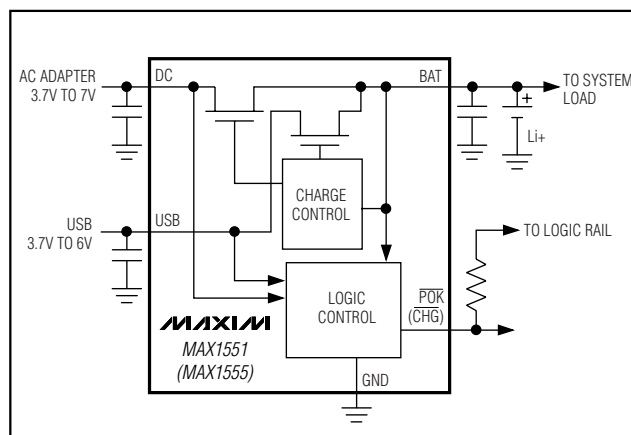 AC ADAPTER
3.7V TO 7V
DC
BAT
TO SYSTEM
LOAD
+
Li+
CHARGE
CONTROL
USB
3.7V TO 6V
USB
TO LOGIC RAIL
LOGIC
CONTROL
POK
(CHG)
MAXIM
MAX1551
(MAX1555)
GND